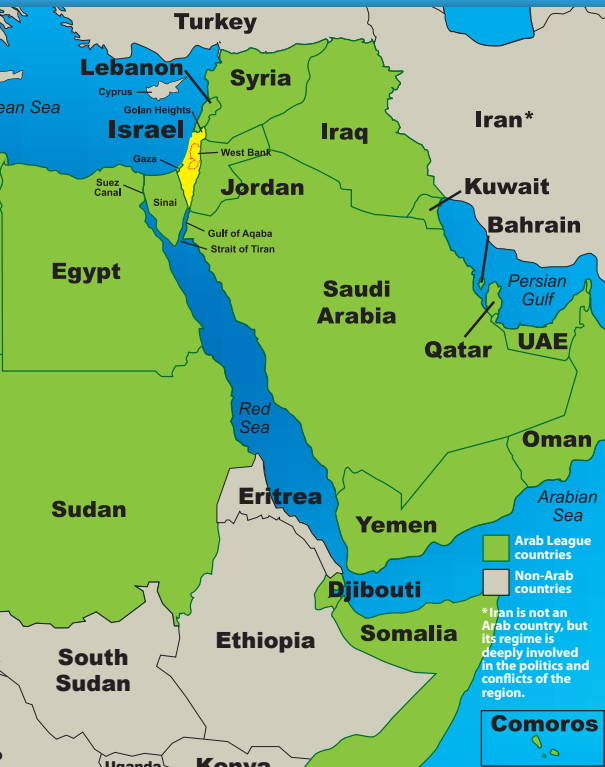 Turkey
Lebanon
Syria
Cyprus
ean Sea
Golan Heights
Israel
Iraq
Iran*
Gaza
West Bank
Suez
Canal
Sinai
Jordan
Kuwait
Bahrain
Gulf of Aqaba
Strait of Tiran
Egypt
Saudi
Arabia
Persian
Gulf
Qatar
UAE
Red
Sea
Oman
Eritrea
Sudan
Yemen
Arabian
Sea
Arab League
countries
Non-Arab
countries
Djibouti
*Iran is not an
Arab country, but
its regime is
deeply involved
in the politics and
conflicts of the
region.
Ethiopia
Somalia
South
Sudan
Comoros
Uganda
Kenya